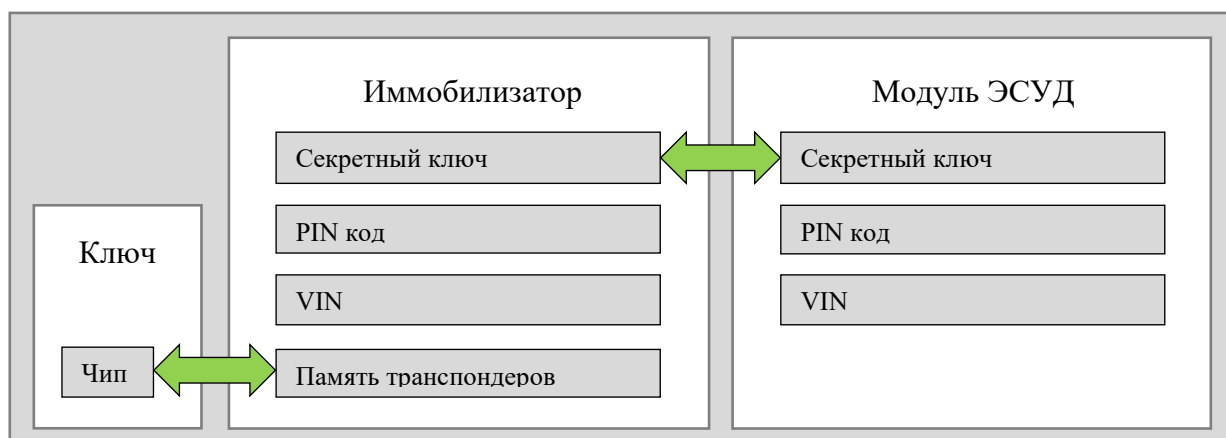 Иммобилизатор
Модуль ЭСУД
Секретный ключ
Секретный ключ
PIN код
PIN код
Ключ
VIN
VIN
Чип
Память транспондеров